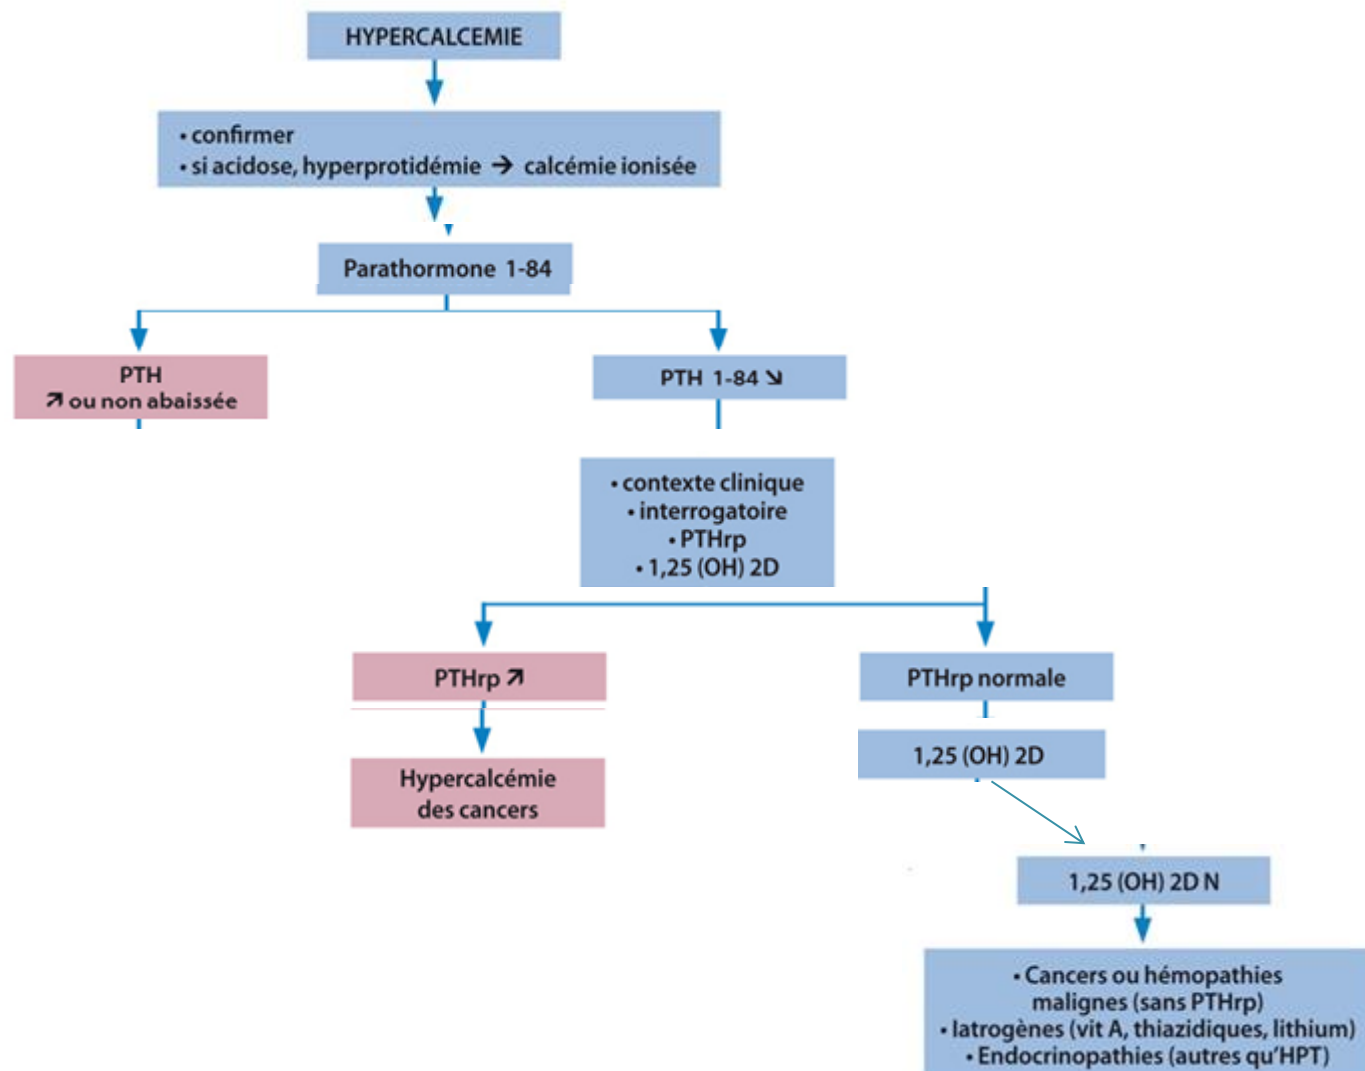 HYPERCALCEMIE
• confirmer
• si acidose, hyperprotidémie → calcémie ionisée
Parathormone 1-84
PTH
↗ ou non abaissée
PTH 1-84 ↘
• contexte clinique
• interrogatoire
• PTHrp
• 1,25 (OH) 2D
PTHrp ↗
PTHrp normale
Hypercalcémie
des cancers
1,25 (OH) 2D
1,25 (OH) 2D N
• Cancers ou hémopathies
malignes (sans PTHrp)
• Iatrogènes (vit A, thiazidiques, lithium)
• Endocrinopathies (autres qu'HPT)